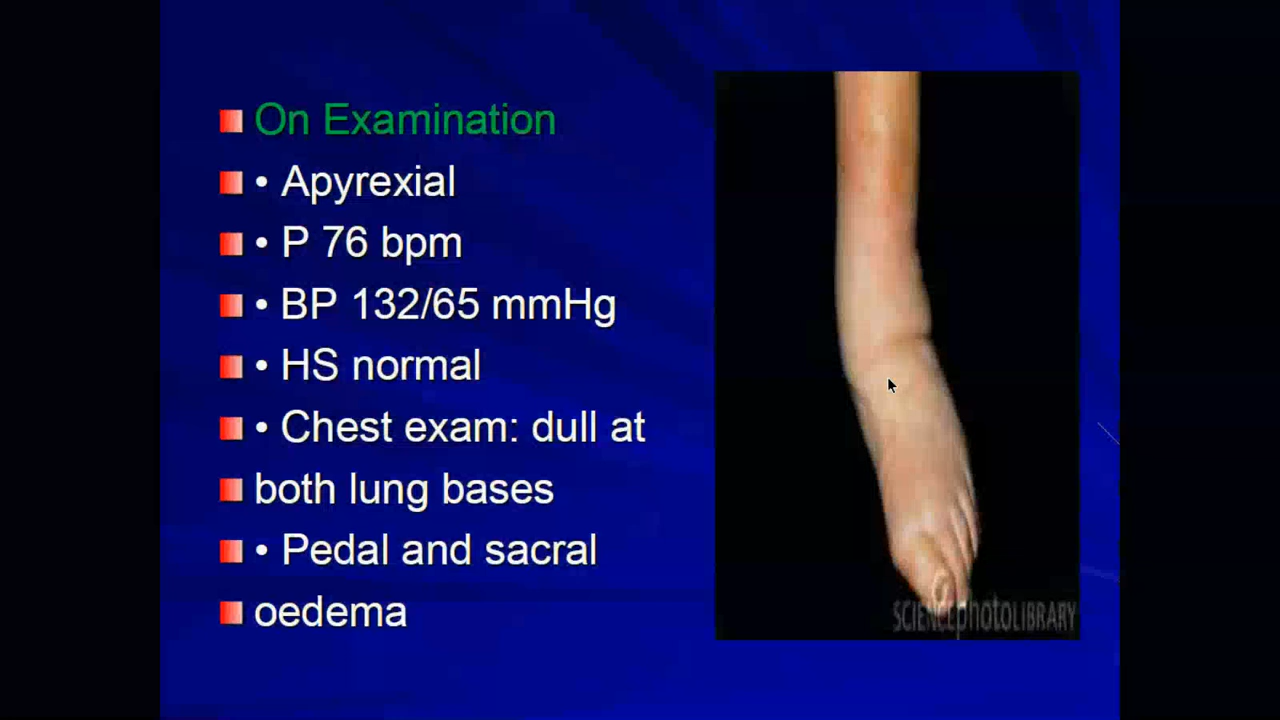 On Examination
• Apyrexial
• P 76 bpm
• BP 132/65 mmHg
• HS normal
• Chest exam: dull at
both lung bases
• Pedal and sacral
oedema
SCIENCEphotoLIBRARY